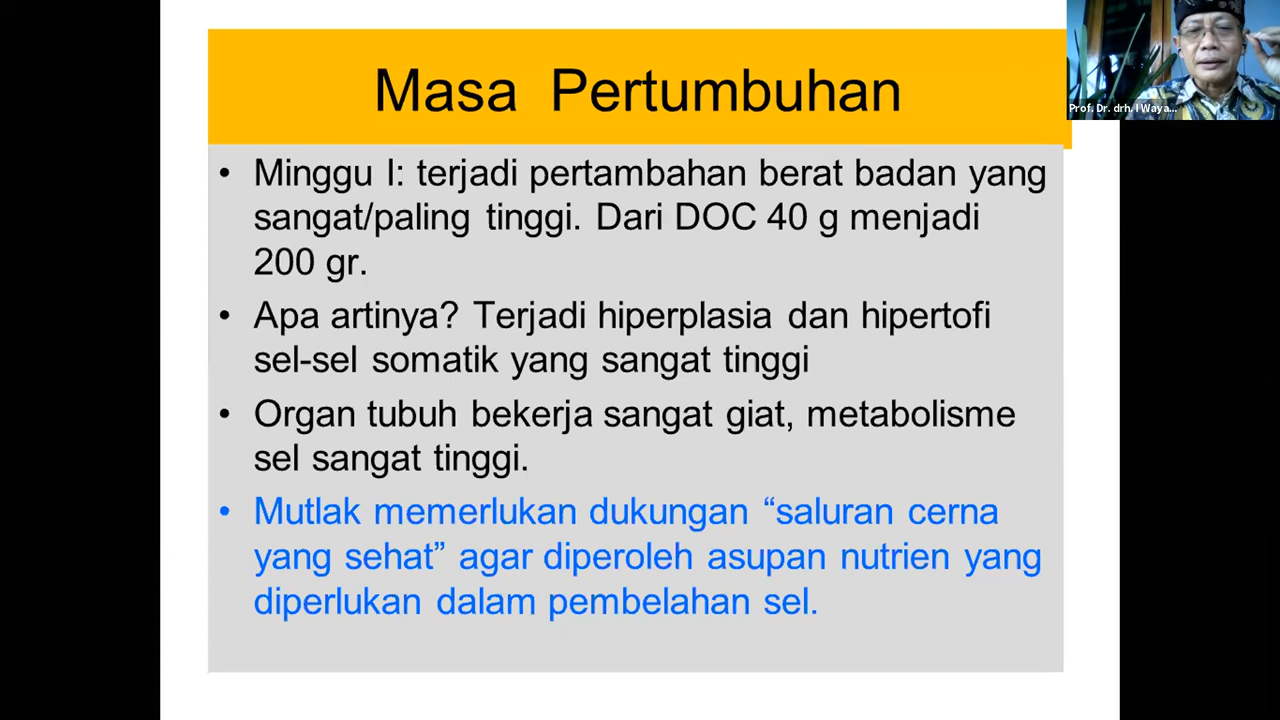 Masa Pertumbuhan
Prof. Dr. drh. I Waya...
• Minggu I: terjadi pertambahan berat badan yang
sangat/paling tinggi. Dari DOC 40 g menjadi
200 gr.
• Apa artinya? Terjadi hiperplasia dan hipertofi
sel-sel somatik yang sangat tinggi
• Organ tubuh bekerja sangat giat, metabolisme
sel sangat tinggi.
• Mutlak memerlukan dukungan “saluran cerna
yang sehat” agar diperoleh asupan nutrien yang
diperlukan dalam pembelahan sel.